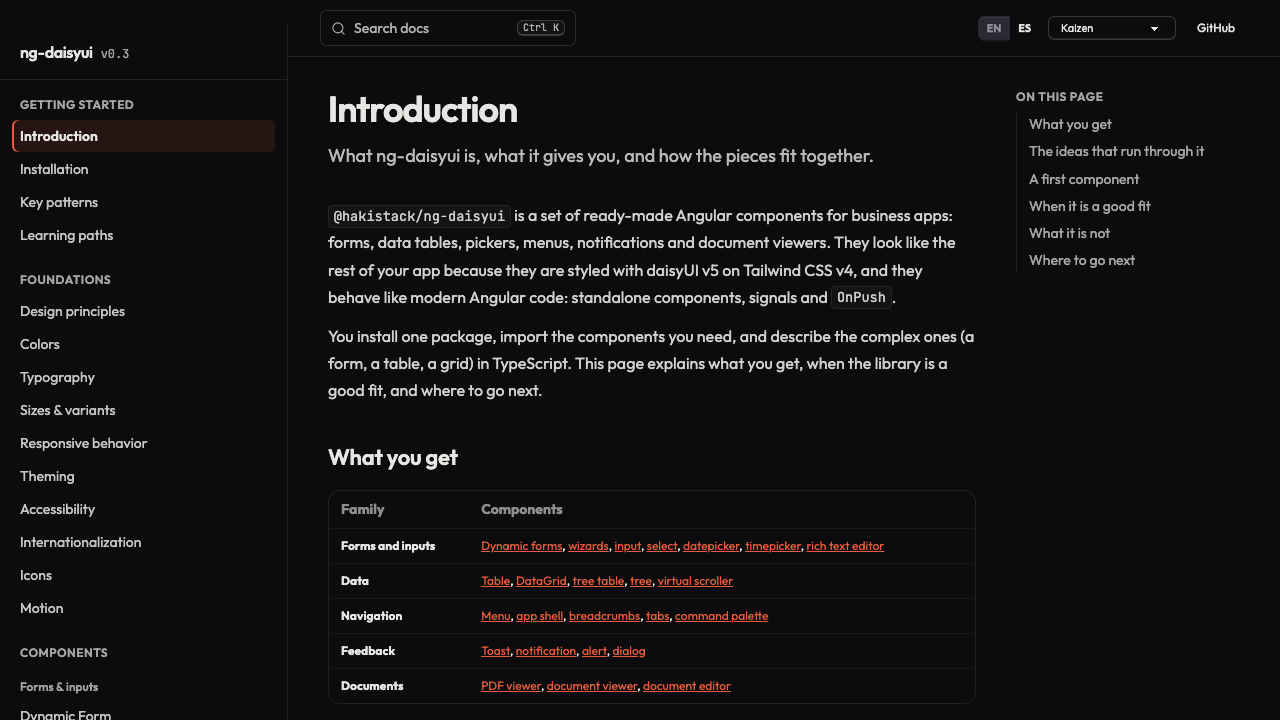 ng-daisyui v0.3
Search docs
Ctrl K
EN
ES
Kaizen
GitHub
GETTING STARTED
Introduction
Installation
Key patterns
Learning paths
FOUNDATIONS
Design principles
Colors
Typography
Sizes & variants
Responsive behavior
Theming
Accessibility
Internationalization
Icons
Motion
COMPONENTS
Forms & inputs
Dynamic Form
Introduction
What ng-daisyui is, what it gives you, and how the pieces fit together.
@hakistack/ng-daisyui is a set of ready-made Angular components for business apps:
forms, data tables, pickers, menus, notifications and document viewers. They look like the
rest of your app because they are styled with daisyUI v5 on Tailwind CSS v4, and they
behave like modern Angular code: standalone components, signals and OnPush.
You install one package, import the components you need, and describe the complex ones (a
form, a table, a grid) in TypeScript. This page explains what you get, when the library is a
good fit, and where to go next.
What you get
Family Components
Forms and inputs Dynamic forms, wizards, input, select, datepicker, timepicker, rich text editor
Data Table, DataGrid, tree table, tree, virtual scroller
Navigation Menu, app shell, breadcrumbs, tabs, command palette
Feedback Toast, notification, alert, dialog
Documents PDF viewer, document viewer, document editor
ON THIS PAGE
What you get
The ideas that run through it
A first component
When it is a good fit
What it is not
Where to go next